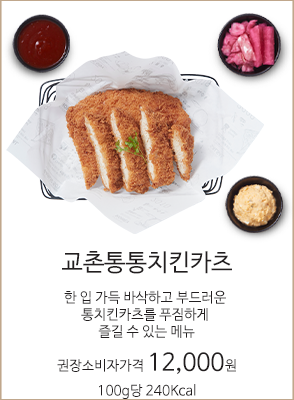 교촌통통치킨카츠
한 입 가득 바삭하고 부드러운
통치킨카츠를 푸짐하게
즐길 수 있는 메뉴
권장소비자가격 12,000원
100g당 240Kcal